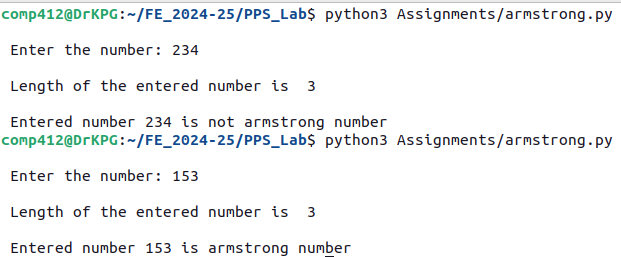 comp412@DrKPG:~/FE_2024-25/PPS_Lab$ python3 Assignments/armstrong.py
Enter the number: 234
Length of the entered number is  3
Entered number 234 is not armstrong number
comp412@DrKPG:~/FE_2024-25/PPS_Lab$ python3 Assignments/armstrong.py
Enter the number: 153
Length of the entered number is  3
Entered number 153 is armstrong number